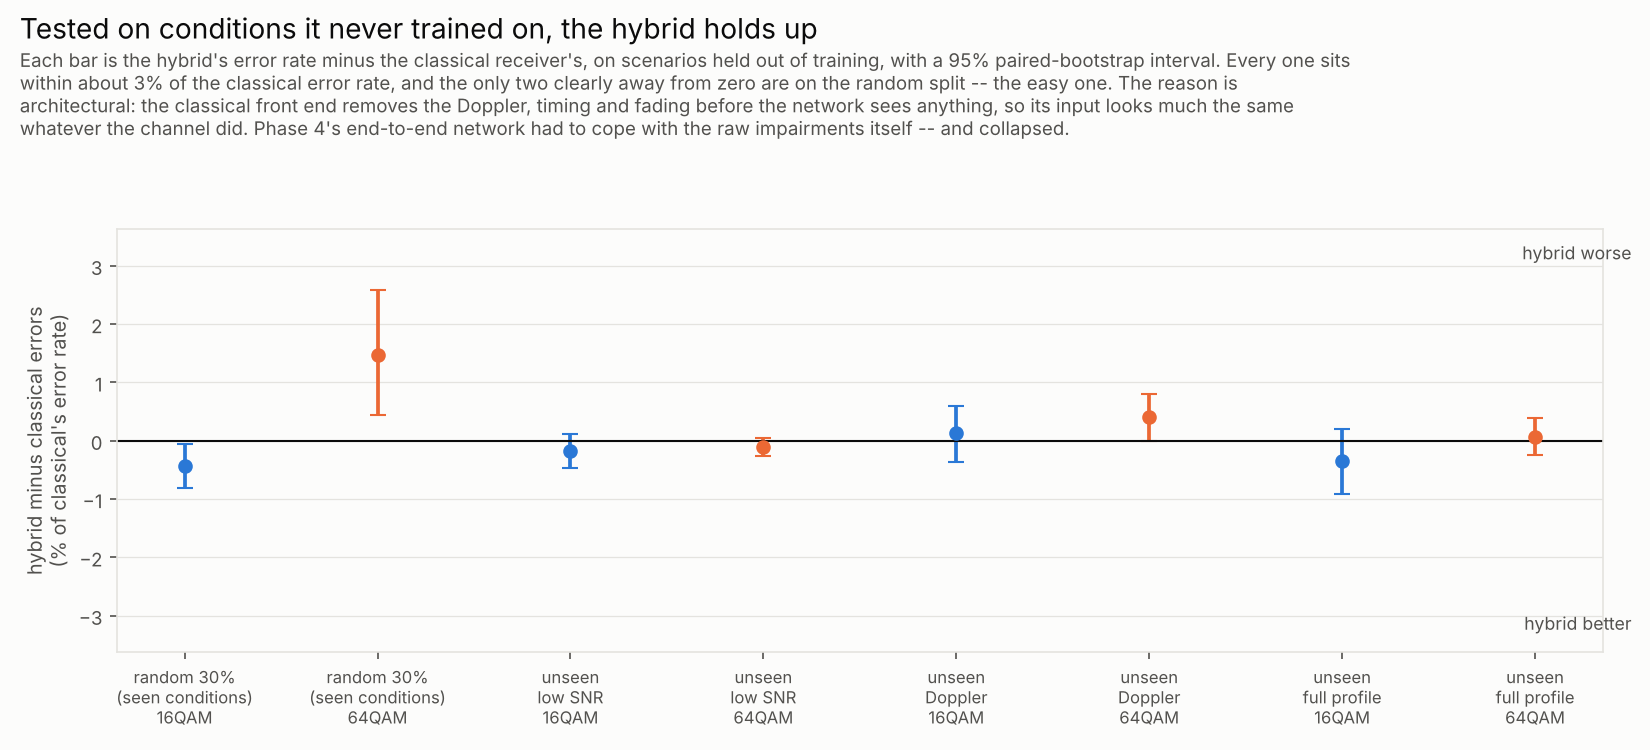 Tested on conditions it never trained on, the hybrid holds up
Each bar is the hybrid's error rate minus the classical receiver's, on scenarios held out of training, with a 95% paired-bootstrap interval. Every one sits
within about 3% of the classical error rate, and the only two clearly away from zero are on the random split -- the easy one. The reason is
architectural: the classical front end removes the Doppler, timing and fading before the network sees anything, so its input looks much the same
whatever the channel did. Phase 4's end-to-end network had to cope with the raw impairments itself -- and collapsed.
hybrid worse
3
2
1
0
−1
−2
−3
hybrid minus classical errors
(% of classical's error rate)
hybrid better
random 30%
(seen conditions)
16QAM
random 30%
(seen conditions)
64QAM
unseen
low SNR
16QAM
unseen
low SNR
64QAM
unseen
Doppler
16QAM
unseen
Doppler
64QAM
unseen
full profile
16QAM
unseen
full profile
64QAM